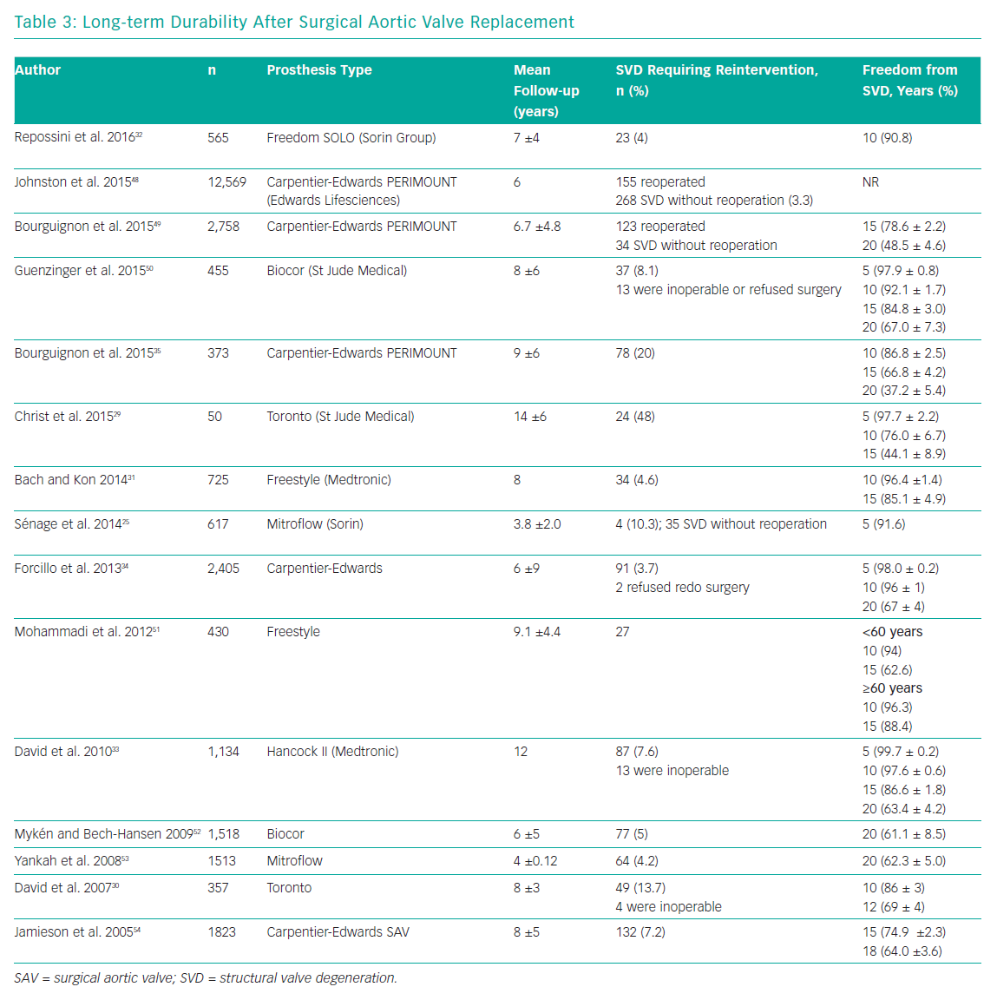 Table 3: Long-term Durability After Surgical Aortic Valve Replacement
Author n Prosthesis Type Mean Follow-up (years) SVD Requiring Reintervention, n (%) Freedom from SVD, Years (%)
Repossini et al. 2016³² 565 Freedom SOLO (Sorin Group) 7 ±4 23 (4) 10 (90.8)
Johnston et al. 2015⁴⁸ 12,569 Carpentier-Edwards PERIMOUNT 6 155 reoperated NR
(Edwards Lifesciences) 268 SVD without reoperation (3.3)
Bourguignon et al. 2015⁴⁹ 2,758 Carpentier-Edwards PERIMOUNT 6.7 ±4.8 123 reoperated 15 (78.6 ± 2.2)
34 SVD without reoperation 20 (48.5 ± 4.6)
Guenzinger et al. 2015⁵⁰ 455 Biocor (St Jude Medical) 8 ±6 37 (8.1) 5 (97.9 ± 0.8)
13 were inoperable or refused surgery 10 (92.1 ± 1.7)
15 (84.8 ± 3.0)
20 (67.0 ± 7.3)
Bourguignon et al. 2015³⁵ 373 Carpentier-Edwards PERIMOUNT 9 ±6 78 (20) 10 (86.8 ± 2.5)
15 (66.8 ± 4.2)
20 (37.2 ± 5.4)
Christ et al. 2015²⁹ 50 Toronto (St Jude Medical) 14 ±6 24 (48) 5 (97.7 ± 2.2)
10 (76.0 ± 6.7)
15 (44.1 ± 8.9)
Bach and Kon 2014³¹ 725 Freestyle (Medtronic) 8 34 (4.6) 10 (96.4 ±1.4)
15 (85.1 ± 4.9)
Sénage et al. 2014²⁵ 617 Mitroflow (Sorin) 3.8 ±2.0 4 (10.3); 35 SVD without reoperation 5 (91.6)
Forcillo et al. 2013³⁴ 2,405 Carpentier-Edwards 6 ±9 91 (3.7) 5 (98.0 ± 0.2)
2 refused redo surgery 10 (96 ± 1)
20 (67 ± 4)
Mohammadi et al. 2012⁵¹ 430 Freestyle 9.1 ±4.4 27 <60 years
10 (94)
15 (62.6)
≥60 years
10 (96.3)
15 (88.4)
David et al. 2010³³ 1,134 Hancock II (Medtronic) 12 87 (7.6) 5 (99.7 ± 0.2)
13 were inoperable 10 (97.6 ± 0.6)
15 (86.6 ± 1.8)
20 (63.4 ± 4.2)
Mykén and Bech-Hansen 2009⁵² 1,518 Biocor 6 ±5 77 (5) 20 (61.1 ± 8.5)
Yankah et al. 2008⁵³ 1513 Mitroflow 4 ±0.12 64 (4.2) 20 (62.3 ± 5.0)
David et al. 2007³⁰ 357 Toronto 8 ±3 49 (13.7) 10 (86 ± 3)
4 were inoperable 12 (69 ± 4)
Jamieson et al. 2005⁵⁴ 1823 Carpentier-Edwards SAV 8 ±5 132 (7.2) 15 (74.9 ±2.3)
18 (64.0 ±3.6)
SAV = surgical aortic valve; SVD = structural valve degeneration.